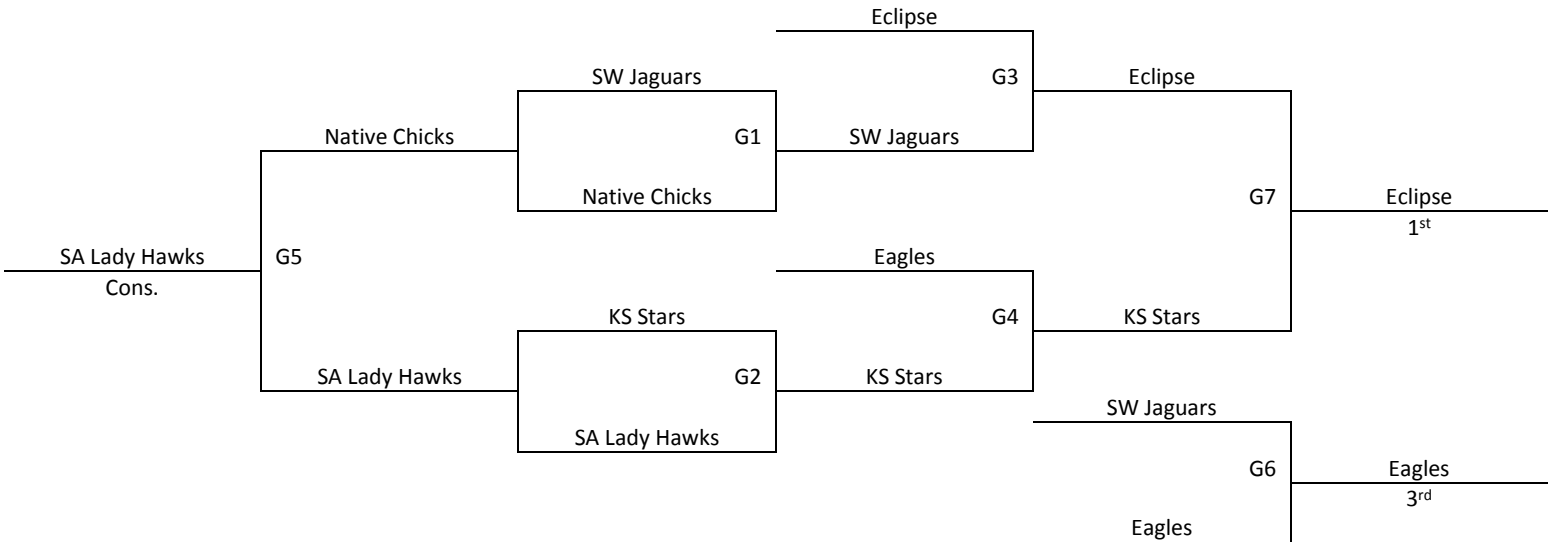 Eclipse
SW Jaguars G3 Eclipse
Native Chicks G1 SW Jaguars
Native Chicks G7 Eclipse
1st
SA Lady Hawks G5 Eagles
Cons.
KS Stars G4 KS Stars
SA Lady Hawks G2 KS Stars
SW Jaguars
SA Lady Hawks
G6 Eagles
3rd
Eagles